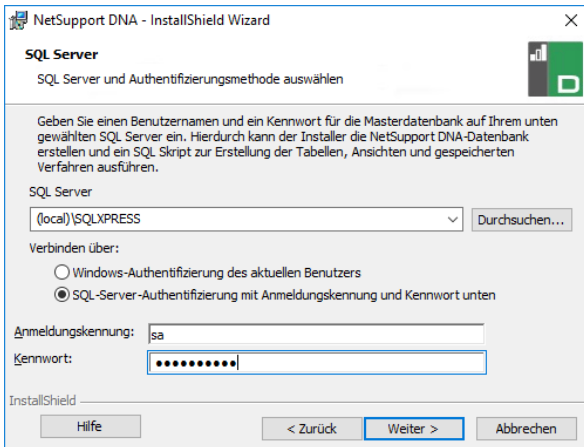 NetSupport DNA - InstallShield Wizard
SQL Server
SQL Server und Authentifizierungsmethode auswählen
D
Geben Sie einen Benutzernamen und ein Kennwort für die Masterdatenbank auf Ihrem unten
gewählten SQL Server ein. Hierdurch kann der Installer die NetSupport DNA-Datenbank
erstellen und ein SQL Skript zur Erstellung der Tabellen, Ansichten und gespeicherten
Verfahren ausführen.
SQL Server
(local)\SQLXPRESS
Durchsuchen...
Verbinden über:
Windows-Authentifizierung des aktuellen Benutzers
SQL-Server-Authentifizierung mit Anmeldungskennung und Kennwort unten
Anmeldungskennung: sa
Kennwort: ●●●●●●●●●●
InstallShield
Hilfe < Zurück Weiter > Abbrechen